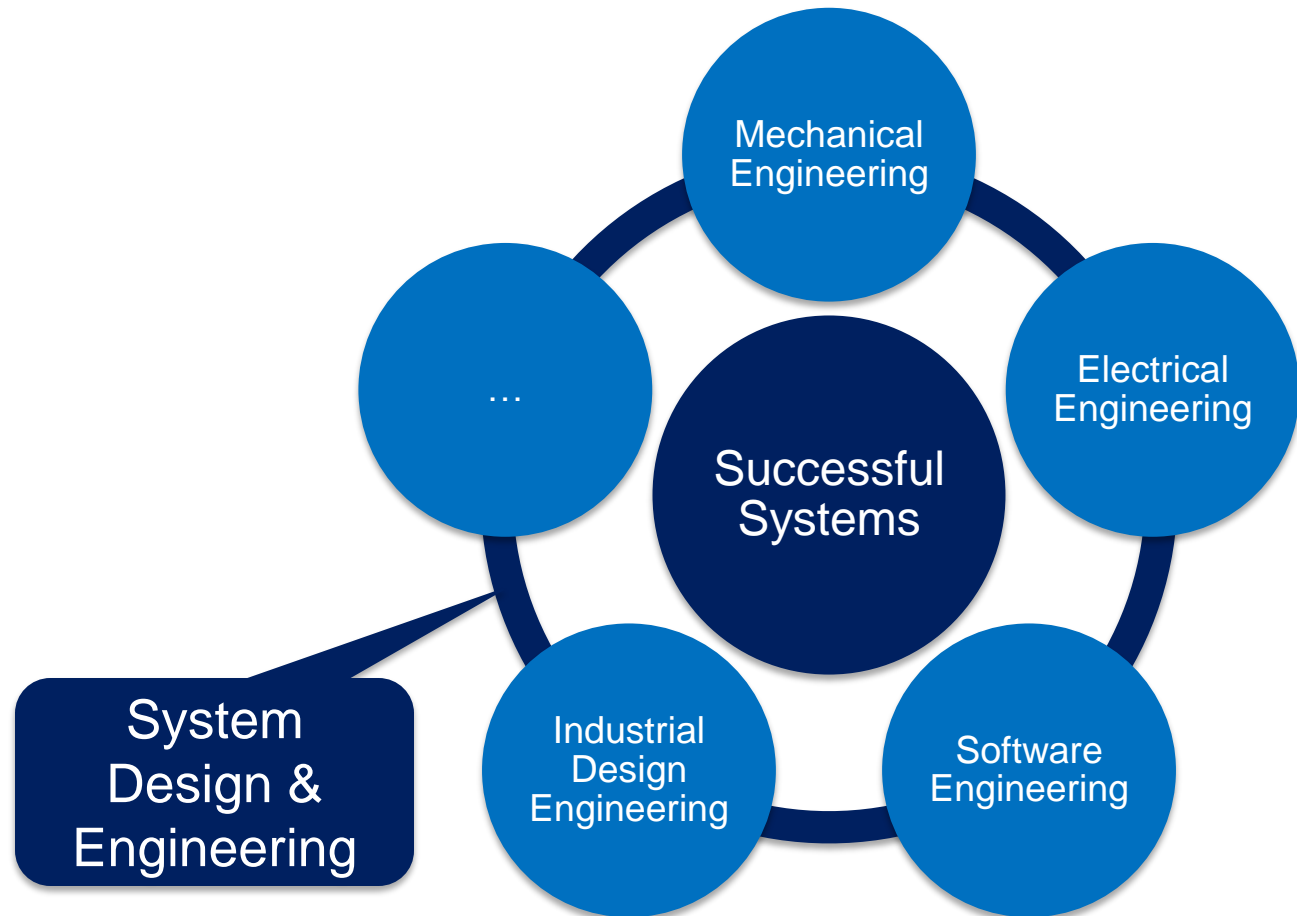 Mechanical
Engineering
Electrical
Engineering
...
Successful
Systems
System
Design &
Engineering
Industrial
Design
Engineering
Software
Engineering